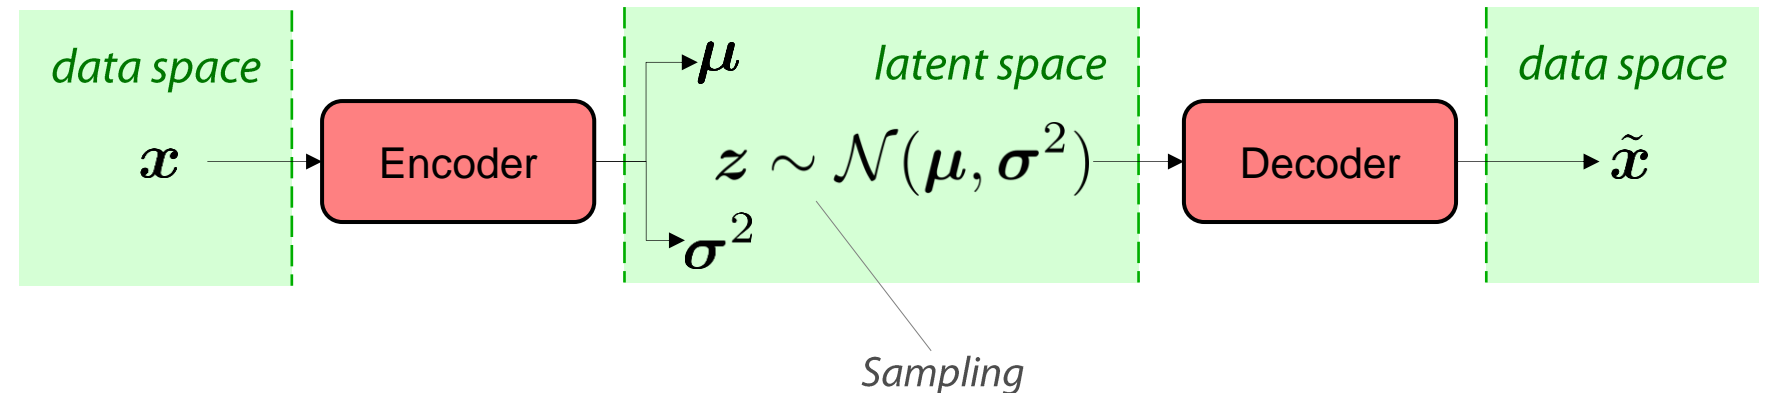 data space
x
Encoder
μ
latent space
z ∼ 𝒩(μ, σ²)
σ²
Sampling
Decoder
data space
x̃